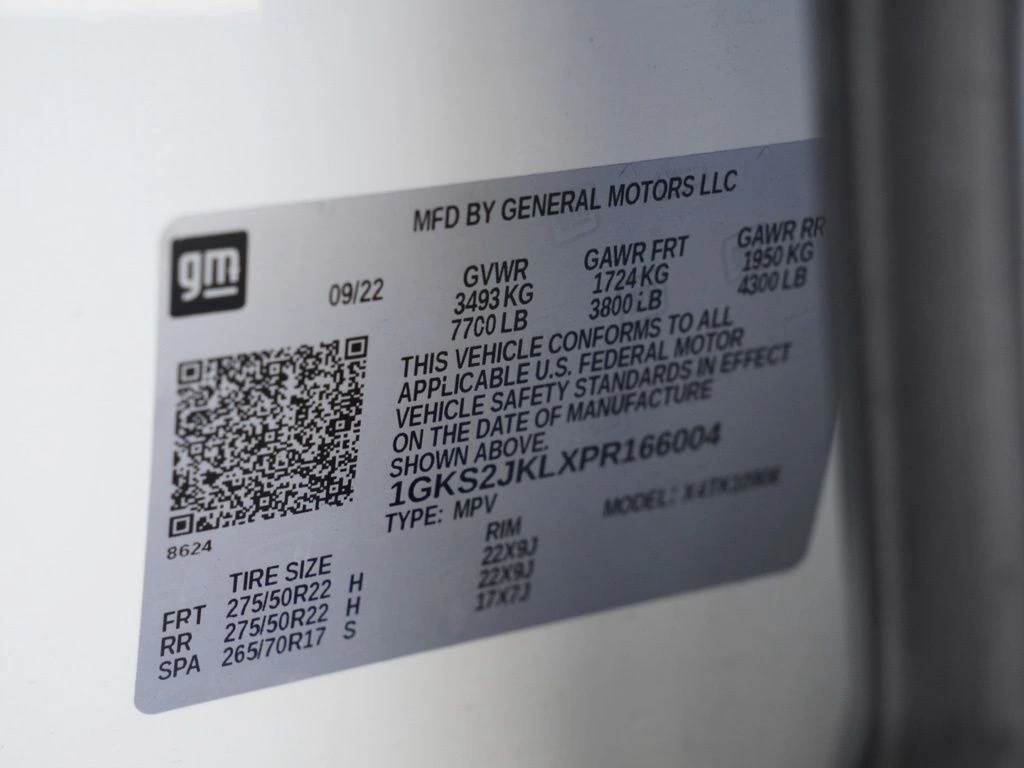 MFD BY GENERAL MOTORS LLC
gm
09/22
GVWR GAWR FRT GAWR RR
3493 KG 1724 KG 1950 KG
7700 LB 3800 LB 4300 LB
THIS VEHICLE CONFORMS TO ALL
APPLICABLE U.S. FEDERAL MOTOR
VEHICLE SAFETY STANDARDS IN EFFECT
ON THE DATE OF MANUFACTURE
SHOWN ABOVE.
1GKS2JKLXPR166004
TYPE: MPV MODEL:
8624
TIRE SIZE RIM
FRT 275/50R22 H 22X9J
RR 275/50R22 H 22X9J
SPA 265/70R17 S 17X7J